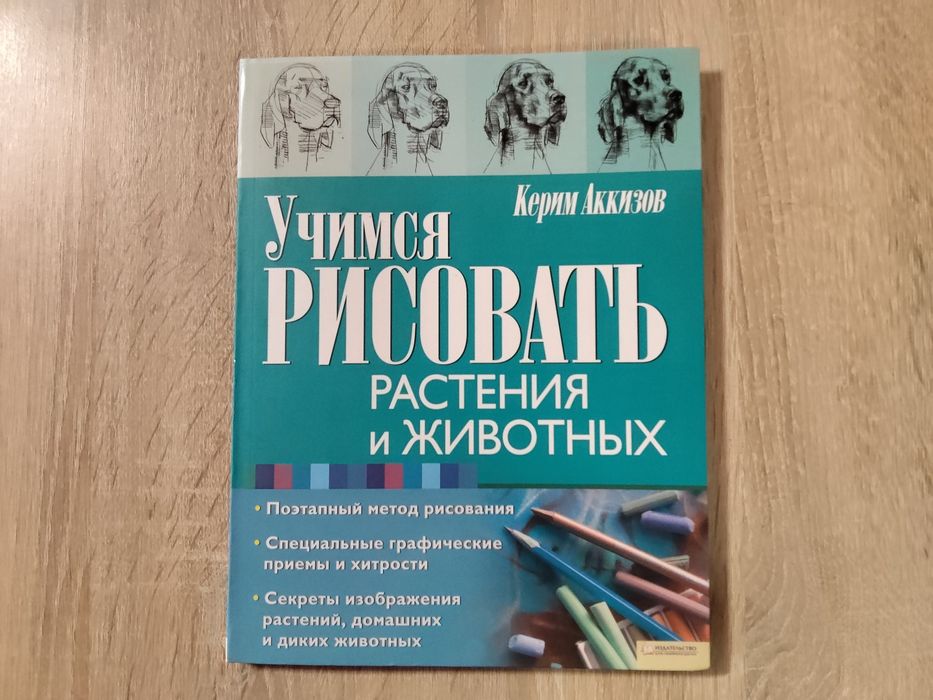 Керим Аккизов
Учимся
РИСОВАТЬ
РАСТЕНИЯ
и ЖИВОТНЫХ
• Поэтапный метод рисования
• Специальные графические
приемы и хитрости
• Секреты изображения
растений, домашних
и диких животных
ИЗДАТЕЛЬСТВО